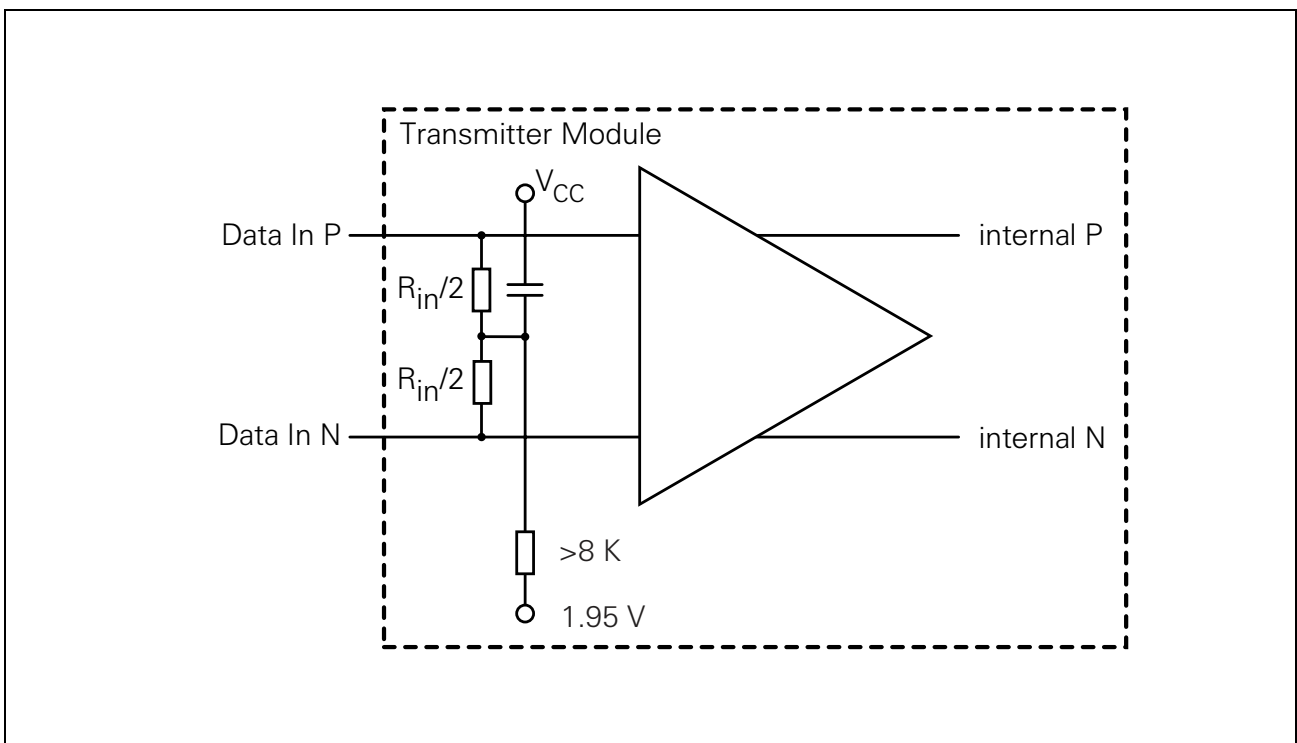 Transmitter Module
VCC
Data In P
internal P
Rin/2
Rin/2
Data In N
internal N
>8 K
1.95 V